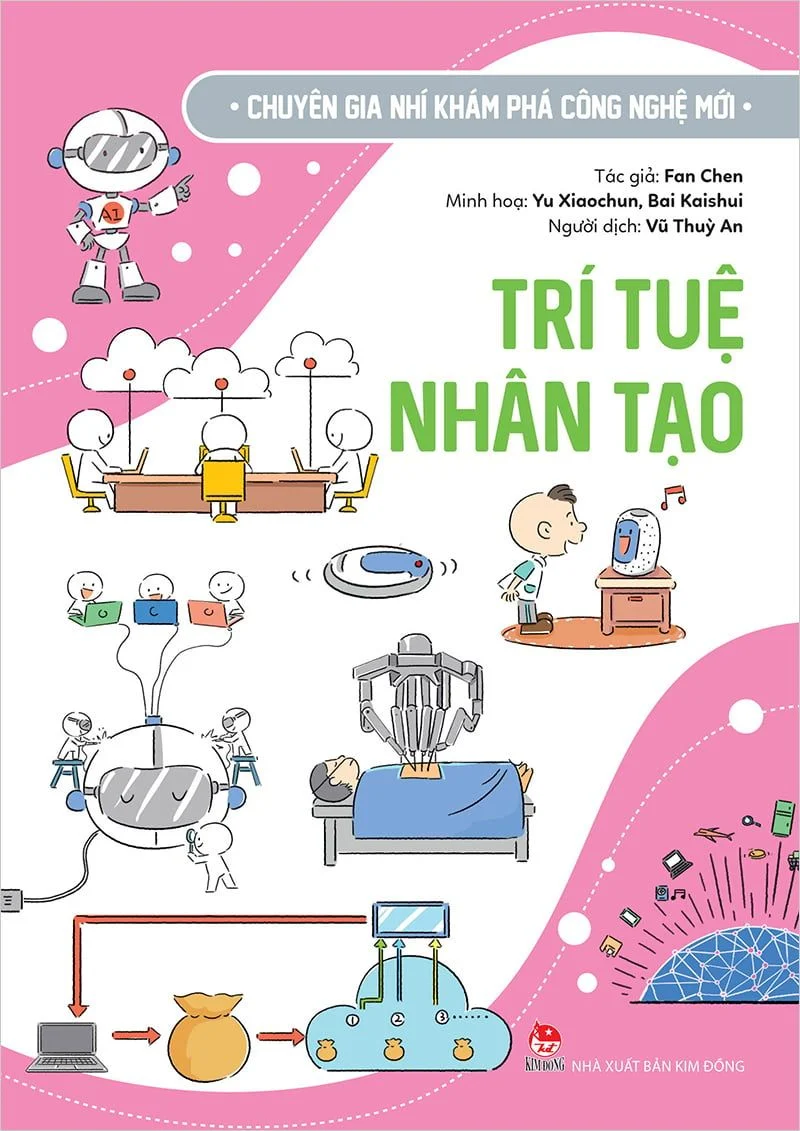 • CHUYÊN GIA NHÍ KHÁM PHÁ CÔNG NGHỆ MỚI •
Tác giả: Fan Chen
Minh hoạ: Yu Xiaochun, Bai Kaishui
Người dịch: Vũ Thuỳ An
TRÍ TUỆ
NHÂN TẠO
AI
① ② ③ ······
KIM ĐỒNG
NHÀ XUẤT BẢN KIM ĐỒNG